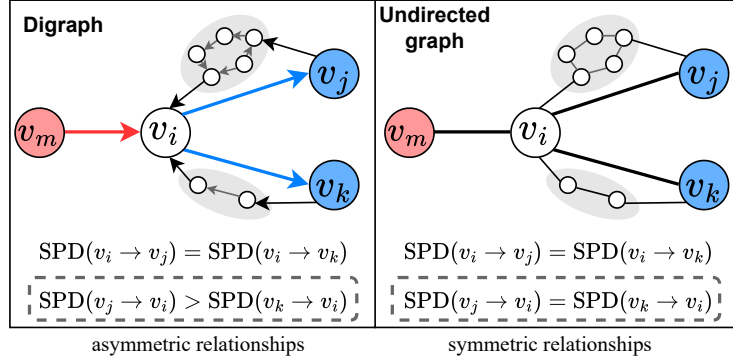 Digraph
v_j
v_m
v_i
v_k
SPD(v_i → v_j) = SPD(v_i → v_k)
SPD(v_j → v_i) > SPD(v_k → v_i)
asymmetric relationships
Undirected
graph
v_j
v_m
v_i
v_k
SPD(v_i → v_j) = SPD(v_i → v_k)
SPD(v_j → v_i) = SPD(v_k → v_i)
symmetric relationships